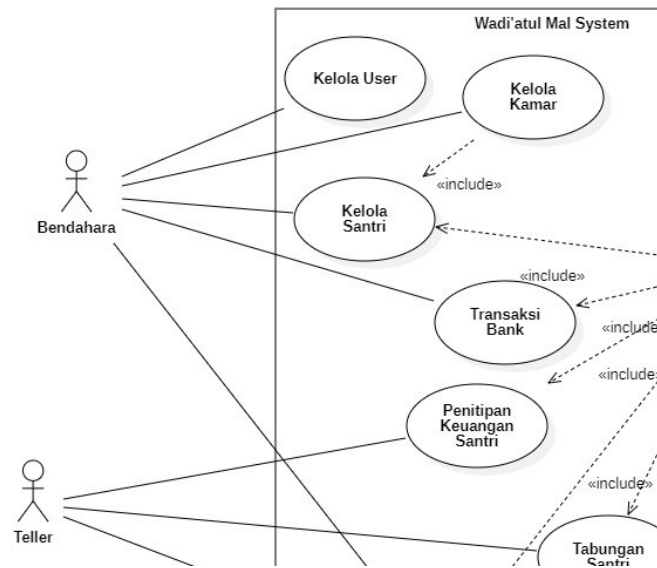 Wadi'atul Mal System
Kelola User
Kelola
Kamar
«include»
Bendahara
Kelola
Santri
«include»
Transaksi
Bank
«include»
«include»
Penitipan
Keuangan
Santri
Teller
«include»
Tabungan
Santri